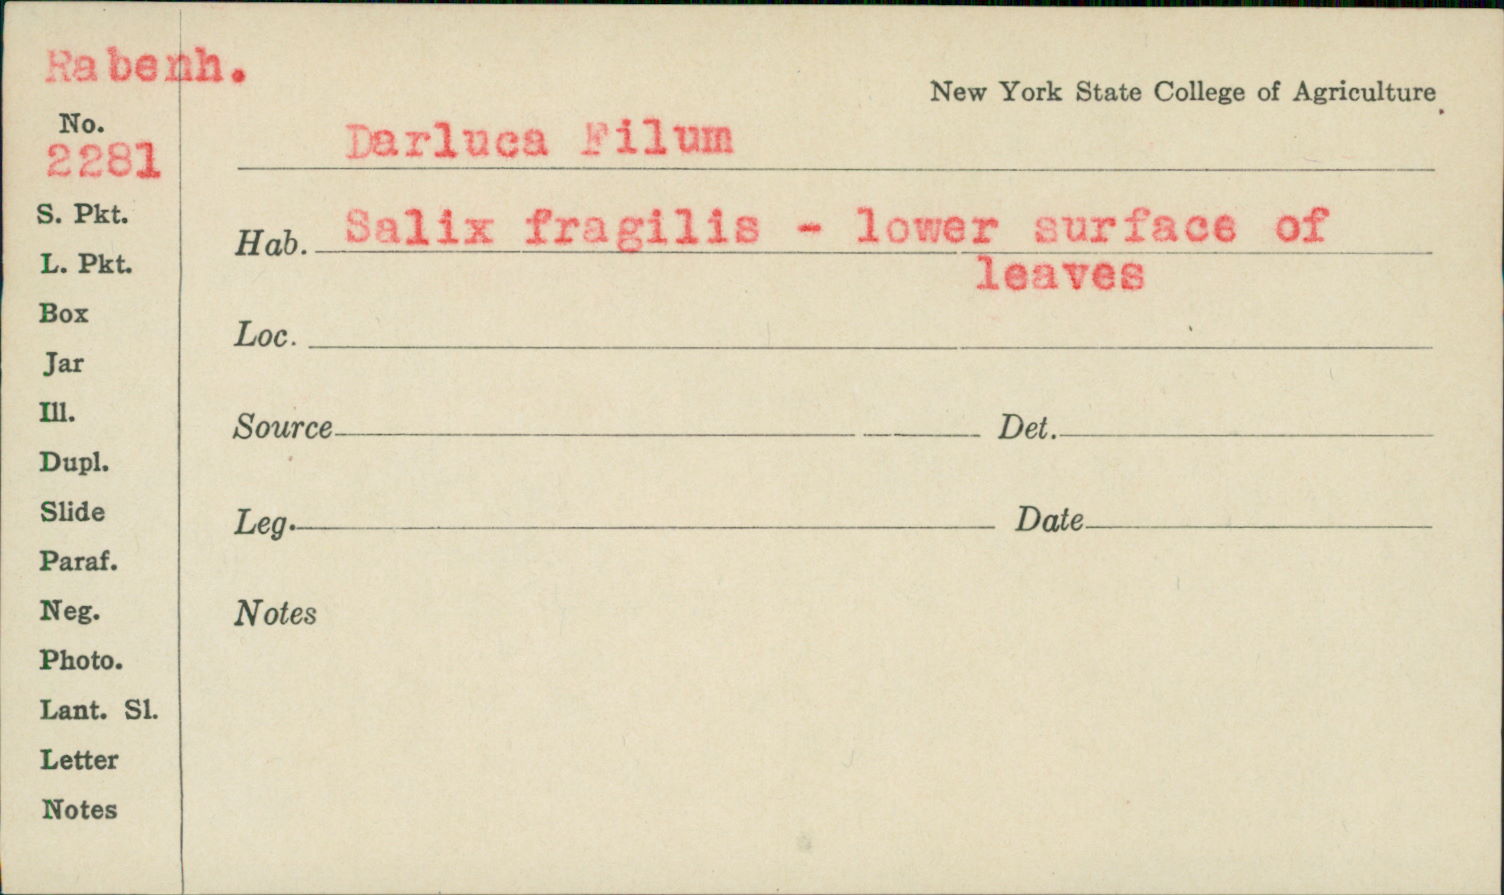 Rabenh.
New York State College of Agriculture
No.
2281
Darluca Filum
S. Pkt.
Hab. Salix fragilis - lower surface of
leaves
L. Pkt.
Box
Loc.
Jar
Ill.
Source Det.
Dupl.
Slide
Leg. Date
Paraf.
Neg.
Notes
Photo.
Lant. Sl.
Letter
Notes